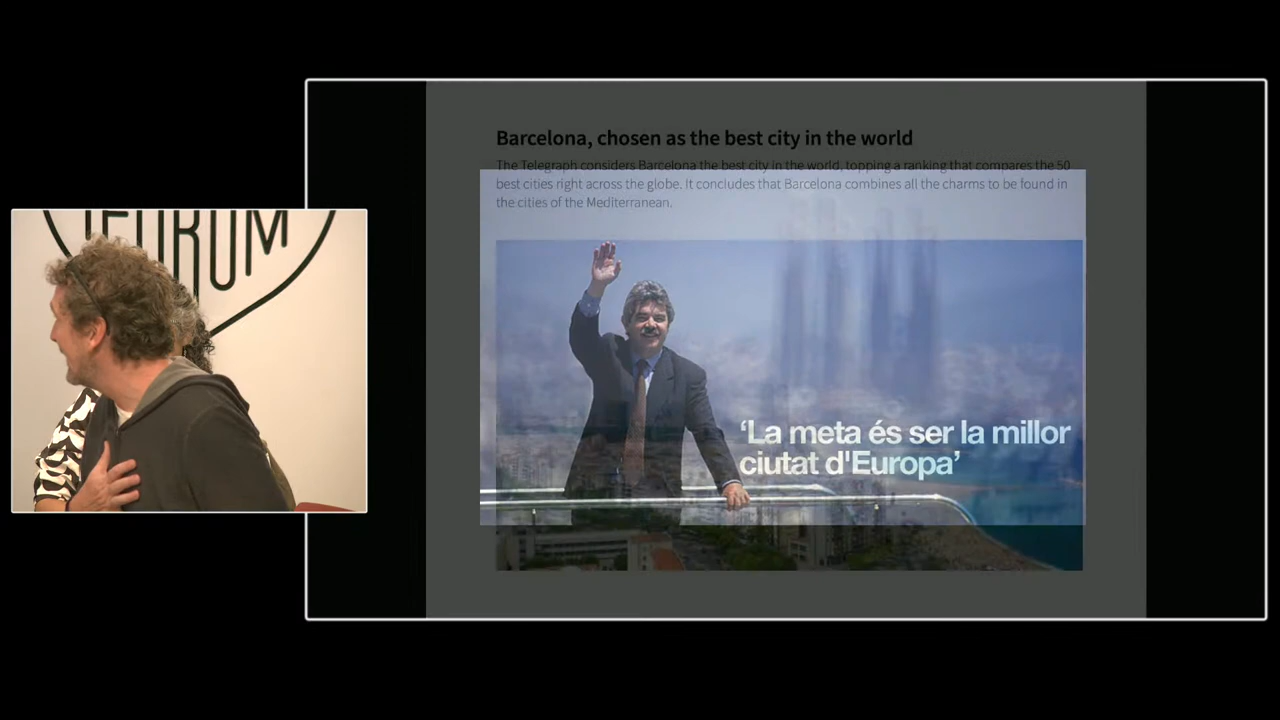 Barcelona, chosen as the best city in the world
The Telegraph considers Barcelona the best city in the world, topping a ranking that compares the 50
best cities right across the globe. It concludes that Barcelona combines all the charms to be found in
the cities of the Mediterranean.
‘La meta és ser la millor
ciutat d'Europa’